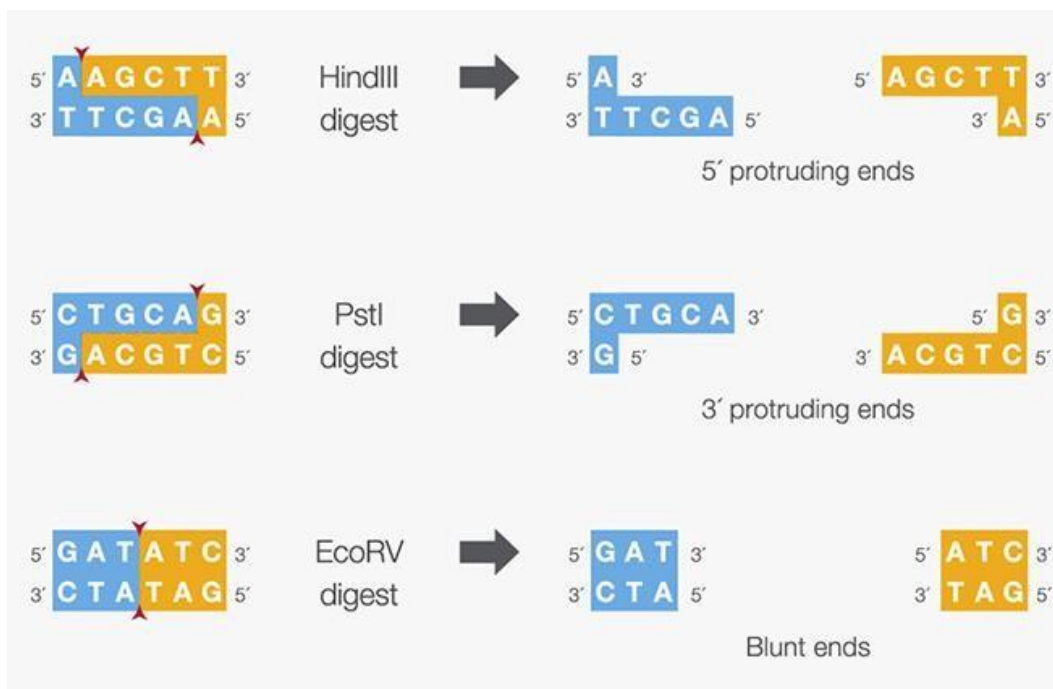 5′ A A G C T T 3′ HindIII 5′ A 3′ 5′ A G C T T 3′
3′ T T C G A A 5′ digest 3′ T T C G A 5′ 3′ A 5′
5′ protruding ends
5′ C T G C A G 3′ PstI 5′ C T G C A 3′ 5′ G 3′
3′ G A C G T C 5′ digest 3′ G 5′ 3′ A C G T C 5′
3′ protruding ends
5′ G A T A T C 3′ EcoRV 5′ G A T 3′ 5′ A T C 3′
3′ C T A T A G 5′ digest 3′ C T A 5′ 3′ T A G 5′
Blunt ends